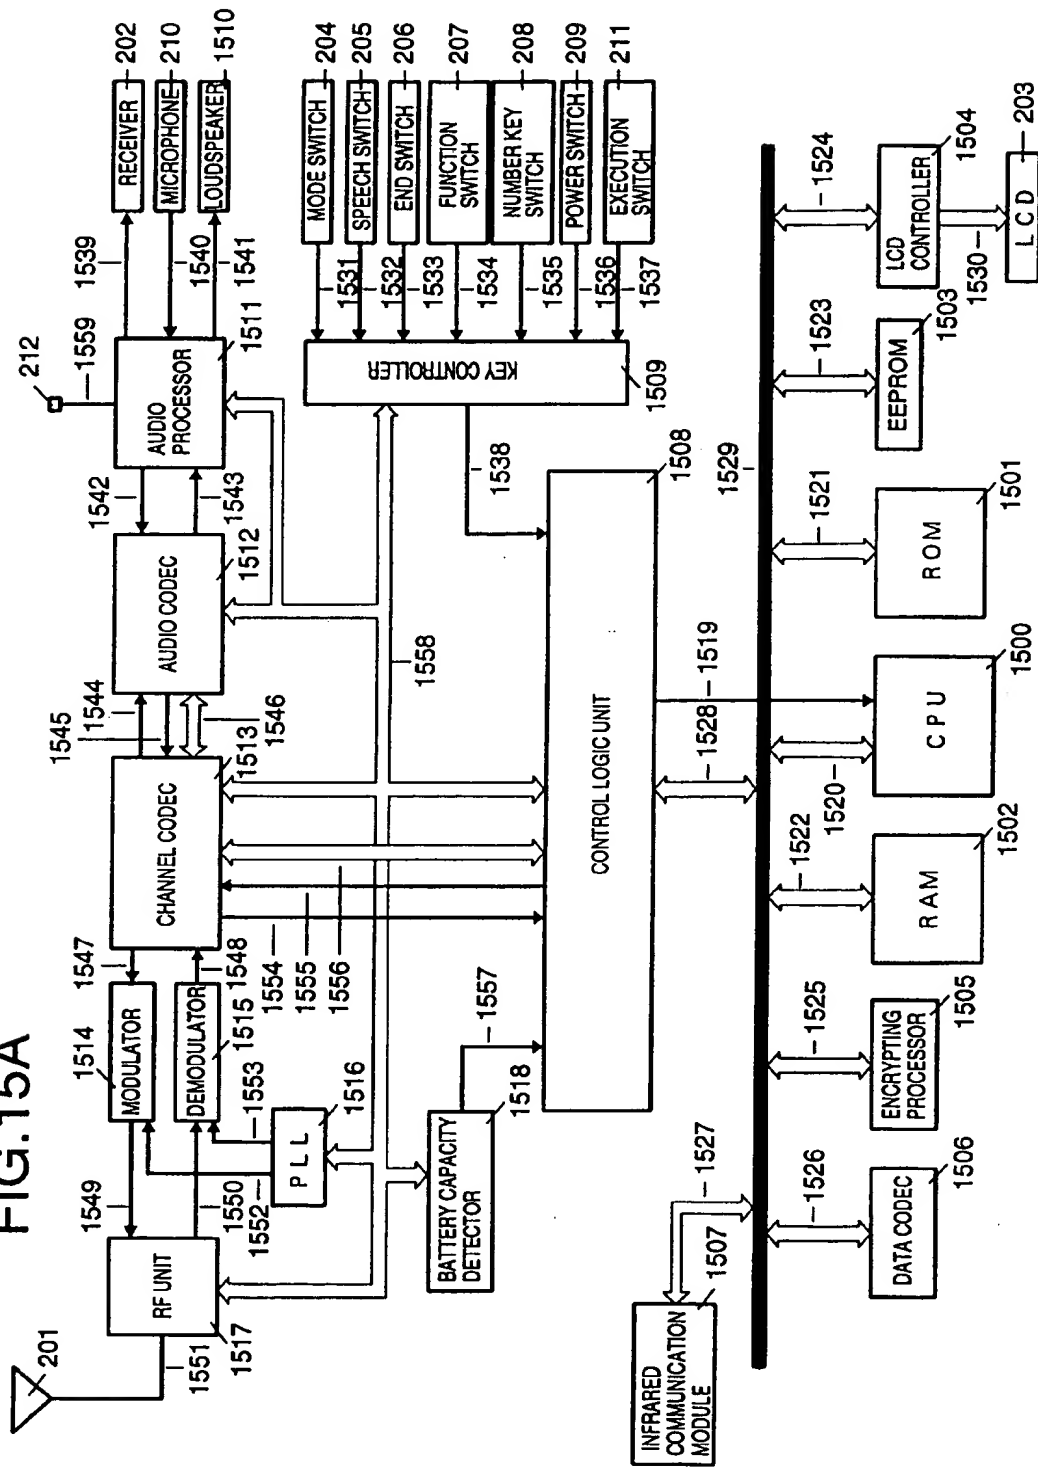 FIG.15A
201
1551
RF UNIT
1517
1549
1550
1514
MODULATOR
DEMODULATOR
1515
1552
1553
PLL
1516
1547
1548
CHANNEL CODEC
1513
1545
1544
1546
AUDIO CODEC
1512
1542
1543
AUDIO
PROCESSOR
1511
212
1559
1539
1540
1541
RECEIVER
202
MICROPHONE
210
LOUDSPEAKER
1510
1554
1555
1556
1558
BATTERY CAPACITY
DETECTOR
1518
1557
KEY CONTROLLER
1509
1538
1531
1532
1533
1534
1535
1536
1537
MODE SWITCH
204
SPEECH SWITCH
205
END SWITCH
206
FUNCTION
SWITCH
207
NUMBER KEY
SWITCH
208
POWER SWITCH
209
EXECUTION
SWITCH
211
CONTROL LOGIC UNIT
1508
INFRARED
COMMUNICATION
MODULE
1507
1527
1528
1519
1529
1526
1525
1522
1520
1521
1523
1524
DATA CODEC
1506
ENCRYPTING
PROCESSOR
1505
RAM
1502
CPU
1500
ROM
1501
EEPROM
1503
LCD
CONTROLLER
1504
1530
LCD
203